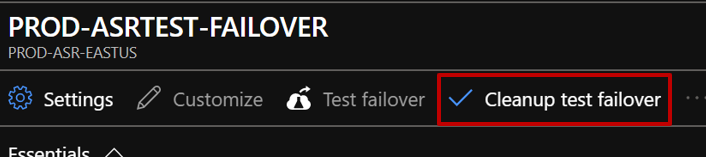 PROD-ASRTEST-FAILOVER
PROD-ASR-EASTUS
Settings Customize Test failover Cleanup test failover ...
Essentials